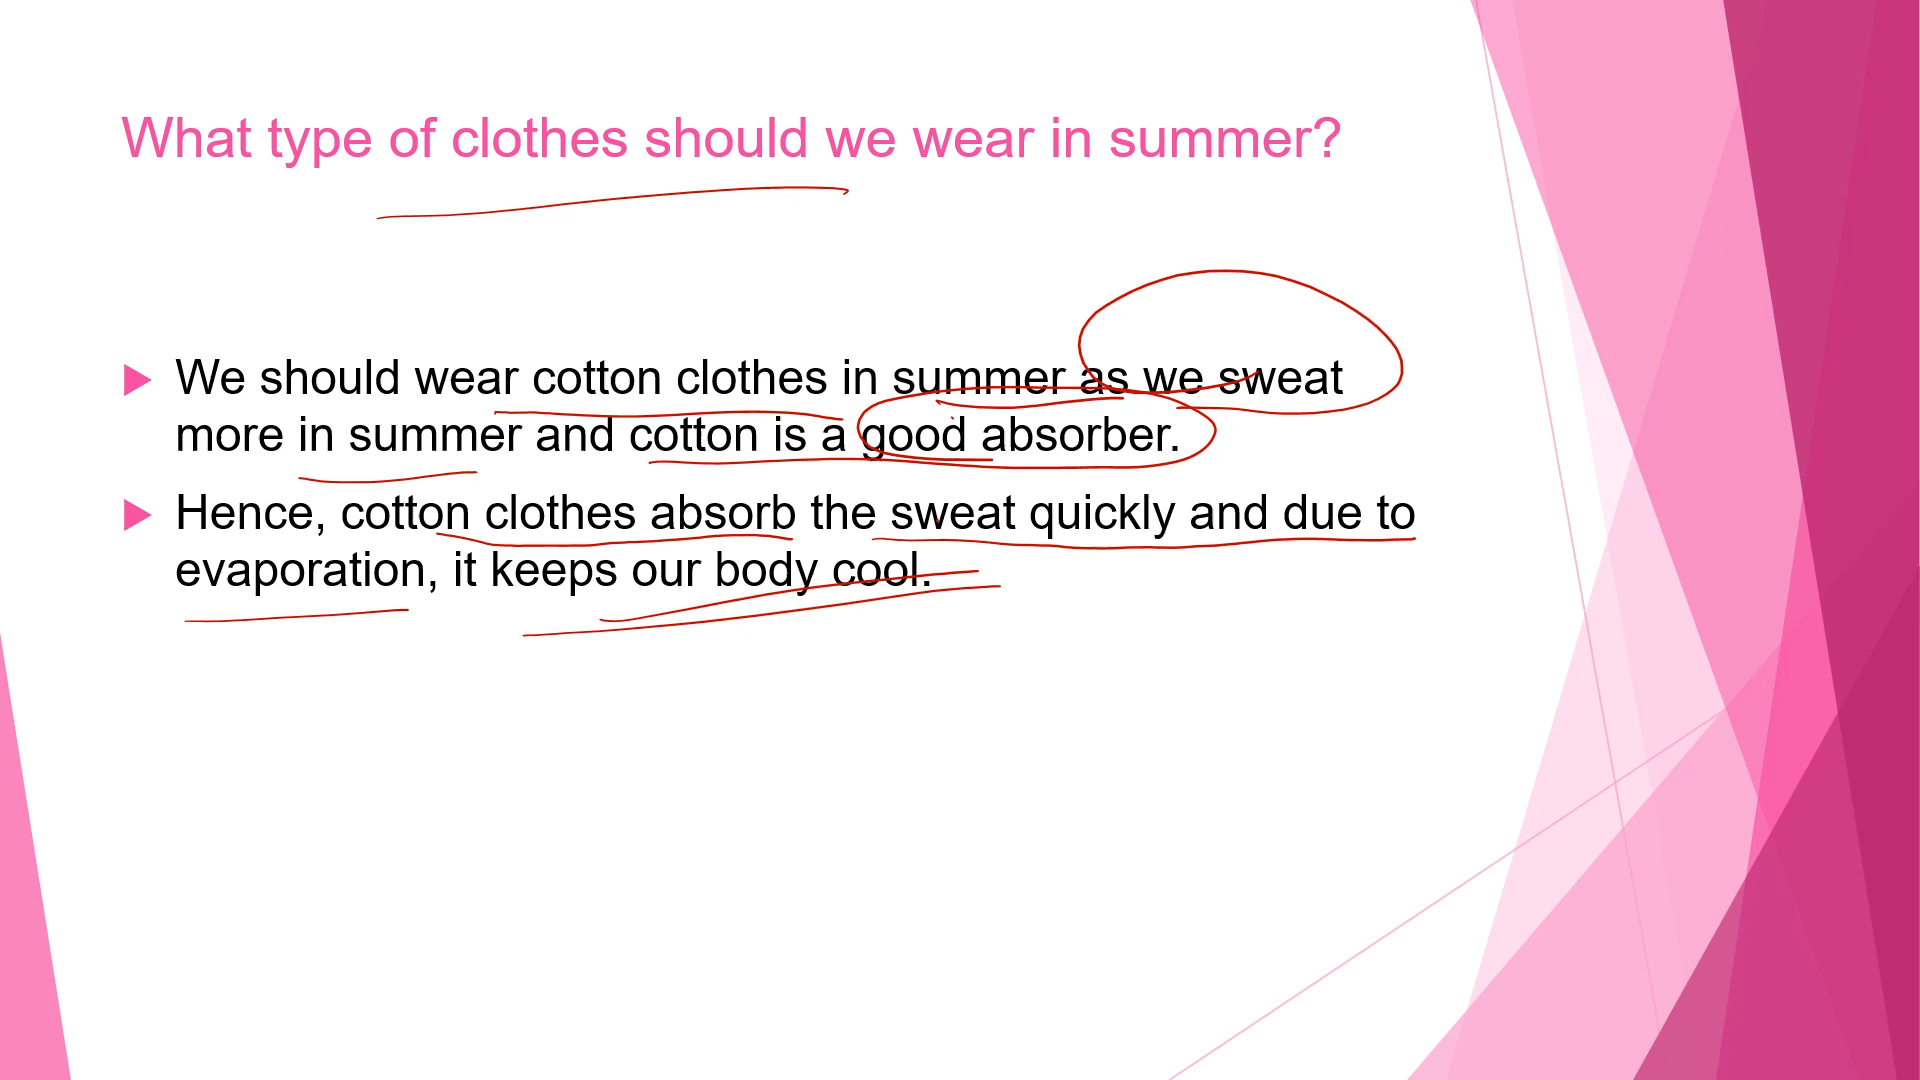 What type of clothes should we wear in summer?
We should wear cotton clothes in summer as we sweat
more in summer and cotton is a good absorber.
Hence, cotton clothes absorb the sweat quickly and due to
evaporation, it keeps our body cool.